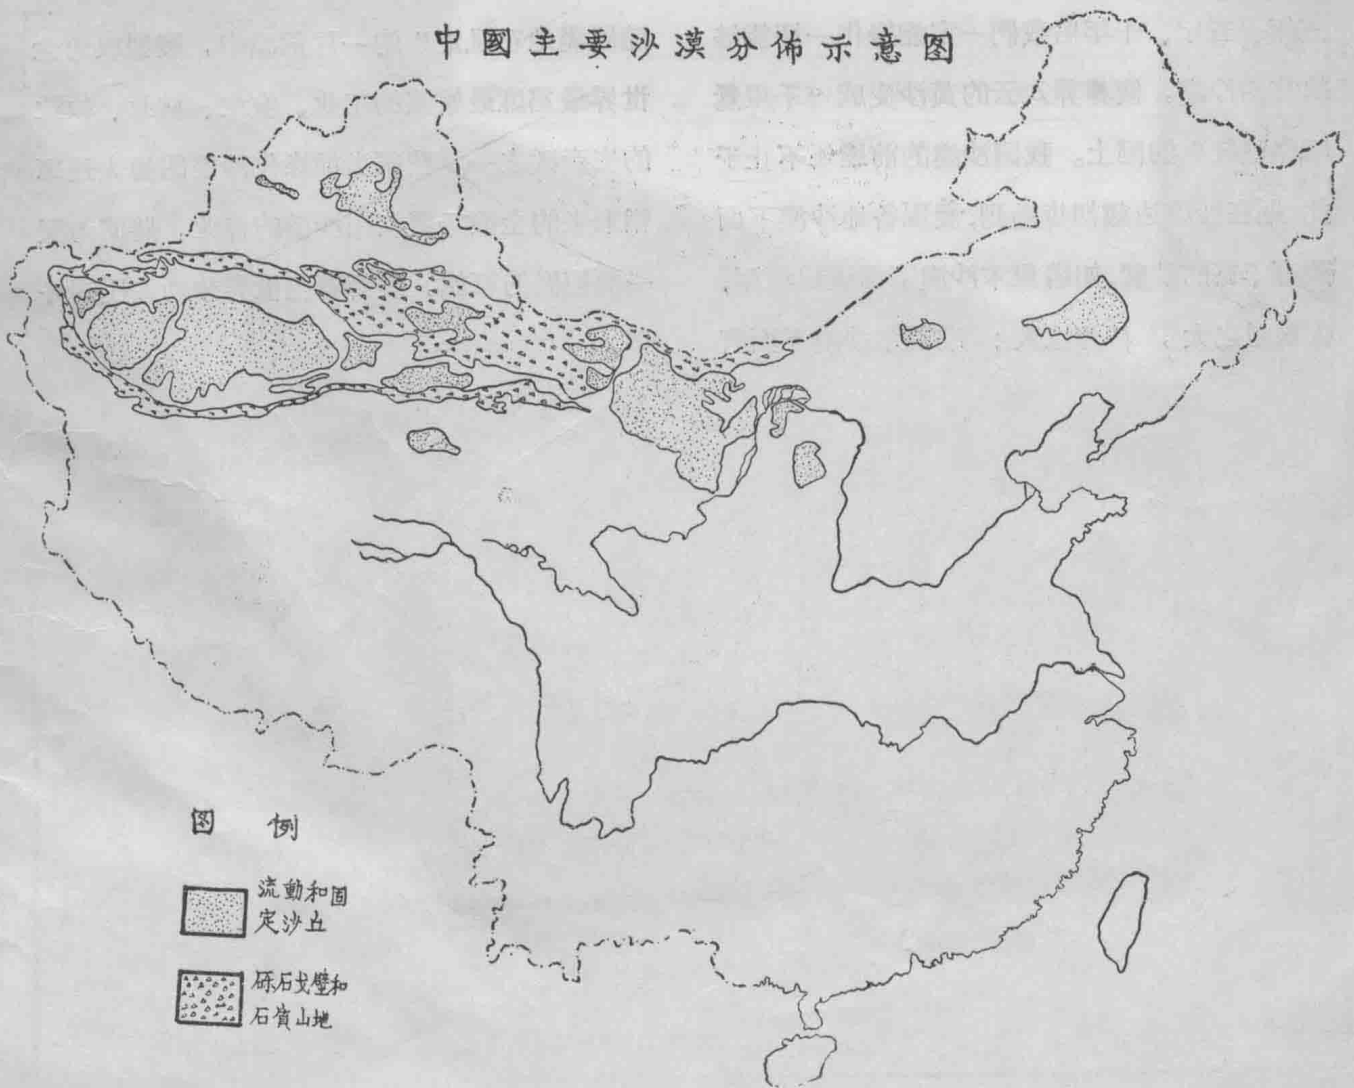 中國主要沙漠分佈示意图
图 例
流動和固
定沙丘
砾石戈壁和
石質山地